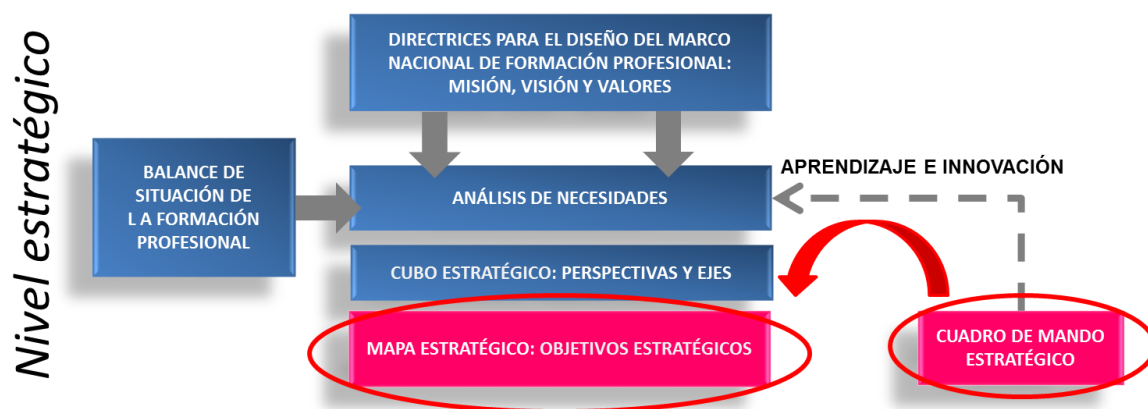 Nivel estratégico
DIRECTRICES PARA EL DISEÑO DEL MARCO
NACIONAL DE FORMACIÓN PROFESIONAL:
MISIÓN, VISIÓN Y VALORES
BALANCE DE
SITUACIÓN DE
L A FORMACIÓN
PROFESIONAL
ANÁLISIS DE NECESIDADES
APRENDIZAJE E INNOVACIÓN
CUBO ESTRATÉGICO: PERSPECTIVAS Y EJES
MAPA ESTRATÉGICO: OBJETIVOS ESTRATÉGICOS
CUADRO DE MANDO
ESTRATÉGICO